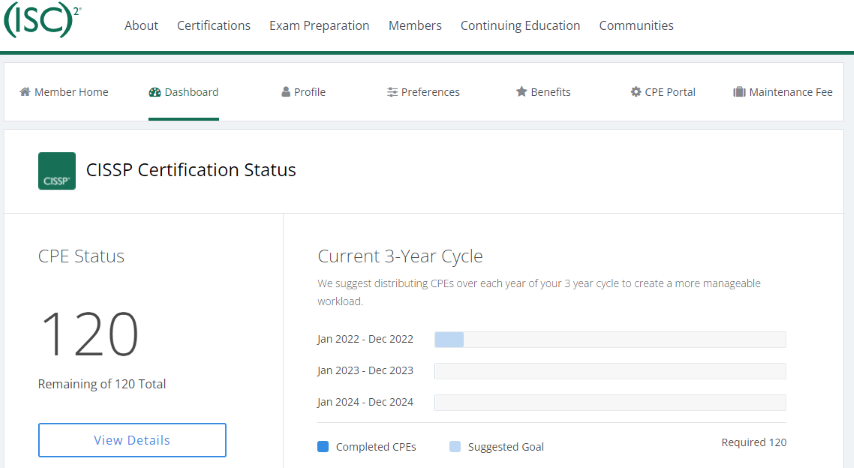 (ISC)²®
About Certifications Exam Preparation Members Continuing Education Communities
Member Home Dashboard Profile Preferences Benefits CPE Portal Maintenance Fee
CISSP®
CISSP Certification Status
CPE Status
120
Remaining of 120 Total
View Details
Current 3-Year Cycle
We suggest distributing CPEs over each year of your 3 year cycle to create a more manageable
workload.
Jan 2022 - Dec 2022
Jan 2023 - Dec 2023
Jan 2024 - Dec 2024
Completed CPEs Suggested Goal Required 120